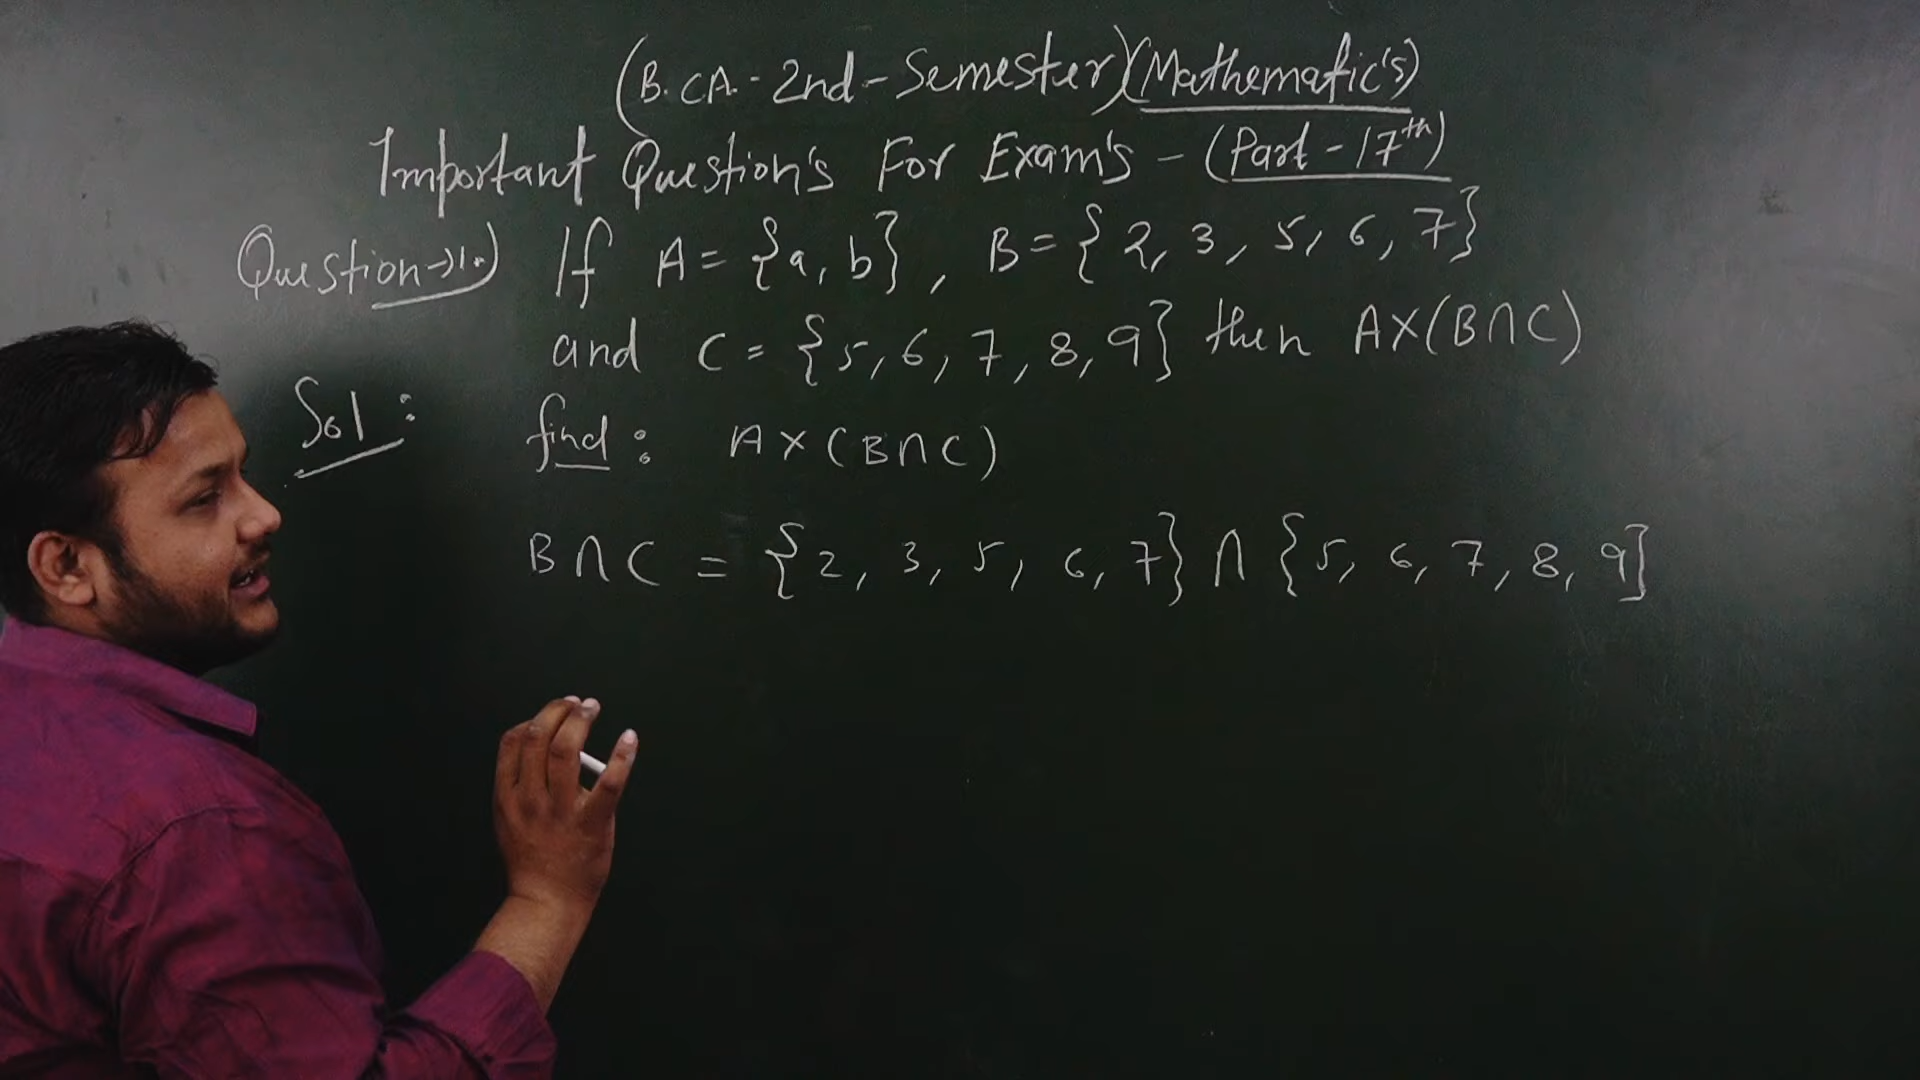 (B.CA.-2nd-Semester)(Mathematic's)
Important Question's For Exam's - (Part-17th)
Question→1.) If A = {a, b}, B = {2, 3, 5, 6, 7}
and C = {5, 6, 7, 8, 9} then A×(B∩C)
Sol: find: A×(B∩C)
B∩C = {2, 3, 5, 6, 7} ∩ {5, 6, 7, 8, 9}